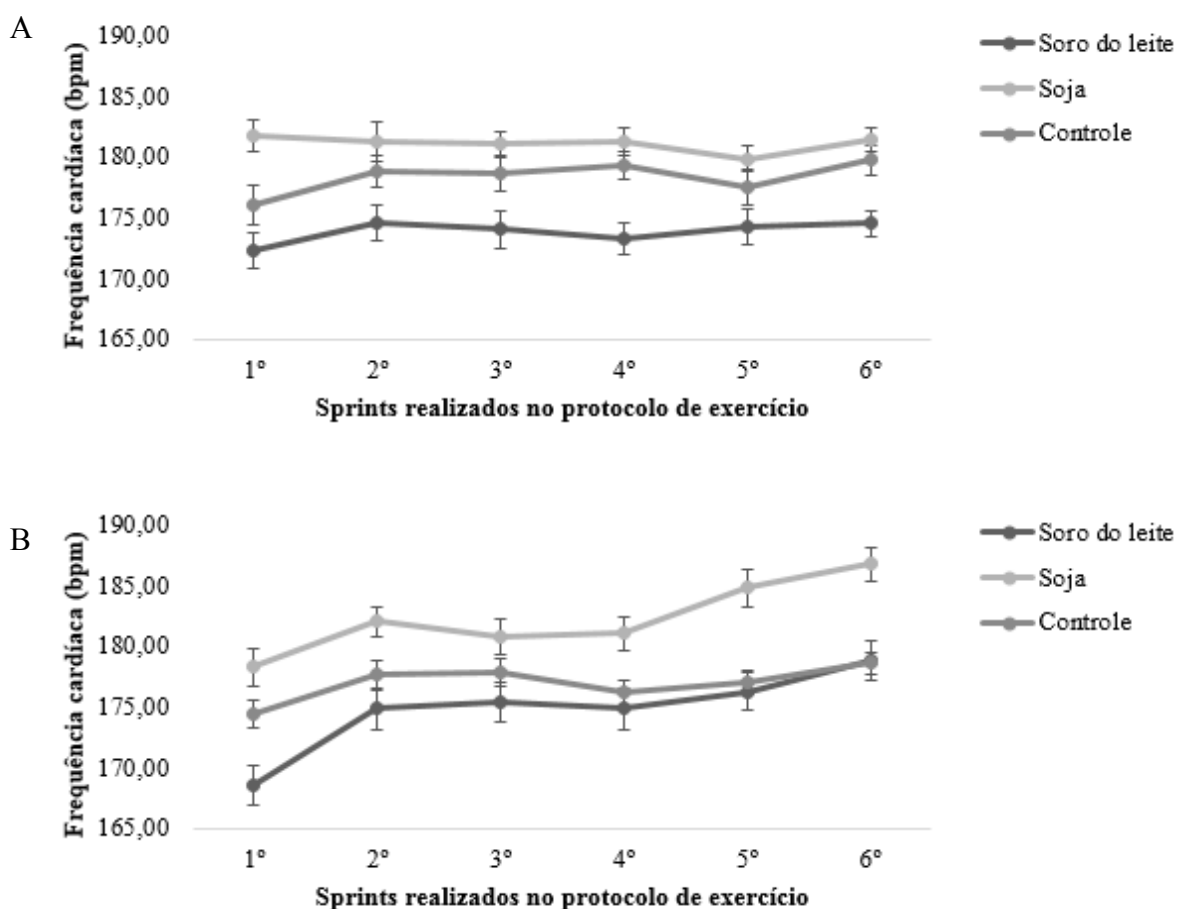 A
Frequência cardíaca (bpm)
190,00
185,00
180,00
175,00
170,00
165,00
1º 2º 3º 4º 5º 6º
Sprints realizados no protocolo de exercício
Soro do leite
Soja
Controle
B
Frequência cardíaca (bpm)
190,00
185,00
180,00
175,00
170,00
165,00
1º 2º 3º 4º 5º 6º
Sprints realizados no protocolo de exercício
Soro do leite
Soja
Controle